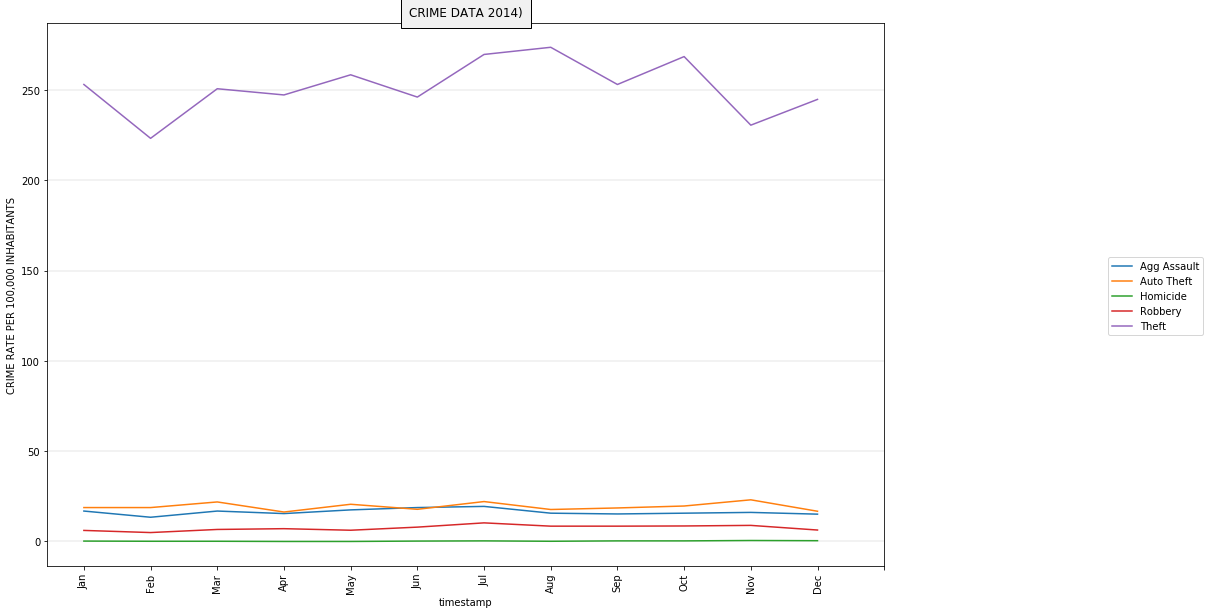 CRIME DATA 2014)
250
200
150
100
50
0
CRIME RATE PER 100,000 INHABITANTS
Jan
Feb
Mar
Apr
May
Jun
Jul
Aug
Sep
Oct
Nov
Dec
timestamp
Agg Assault
Auto Theft
Homicide
Robbery
Theft